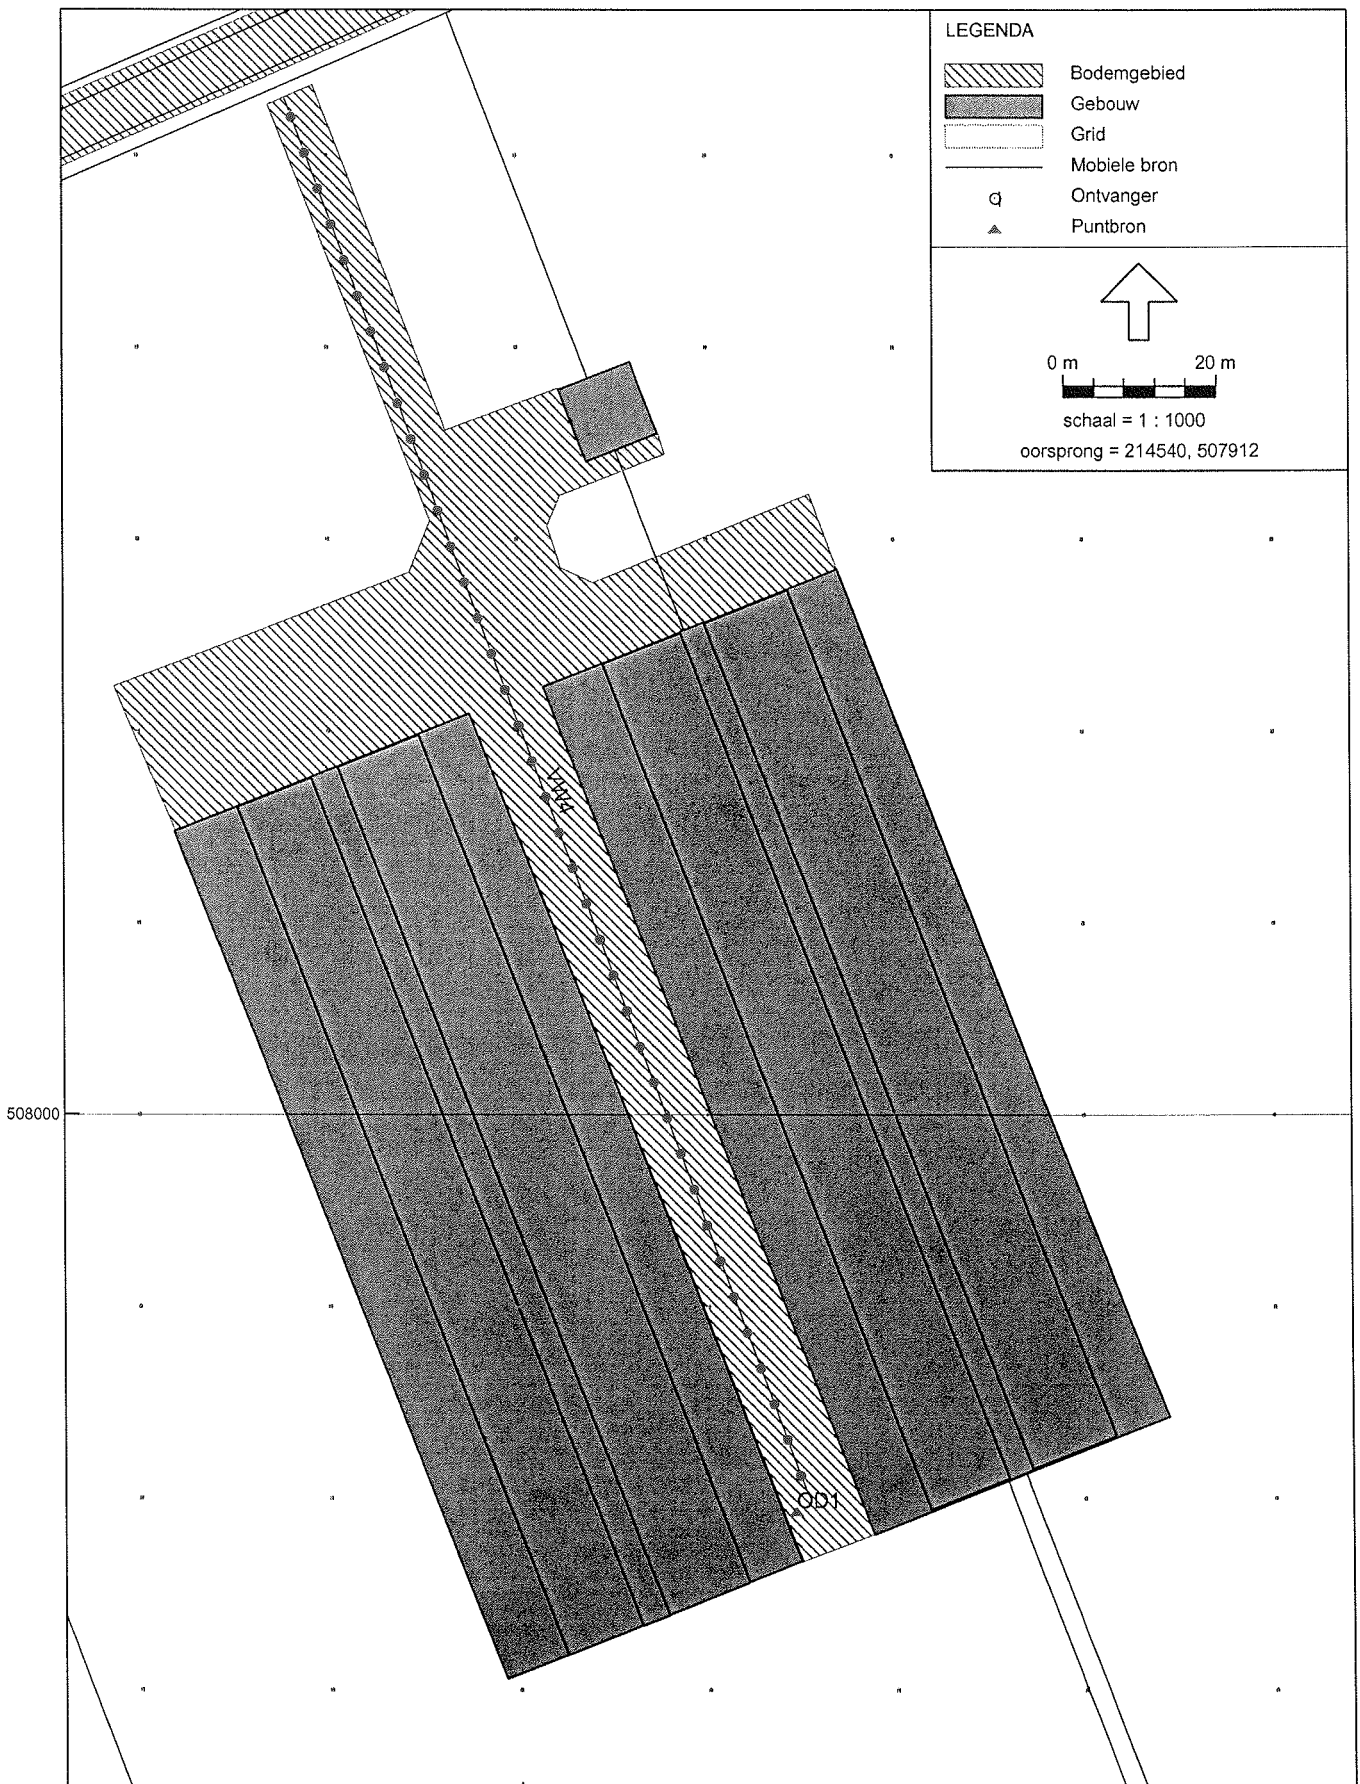 LEGENDA
Bodemgebied
Gebouw
Grid
Mobiele bron
Ontvanger
Puntbron
0 m 20 m
schaal = 1 : 1000
oorsprong = 214540, 507912
VW4
508000
OD1